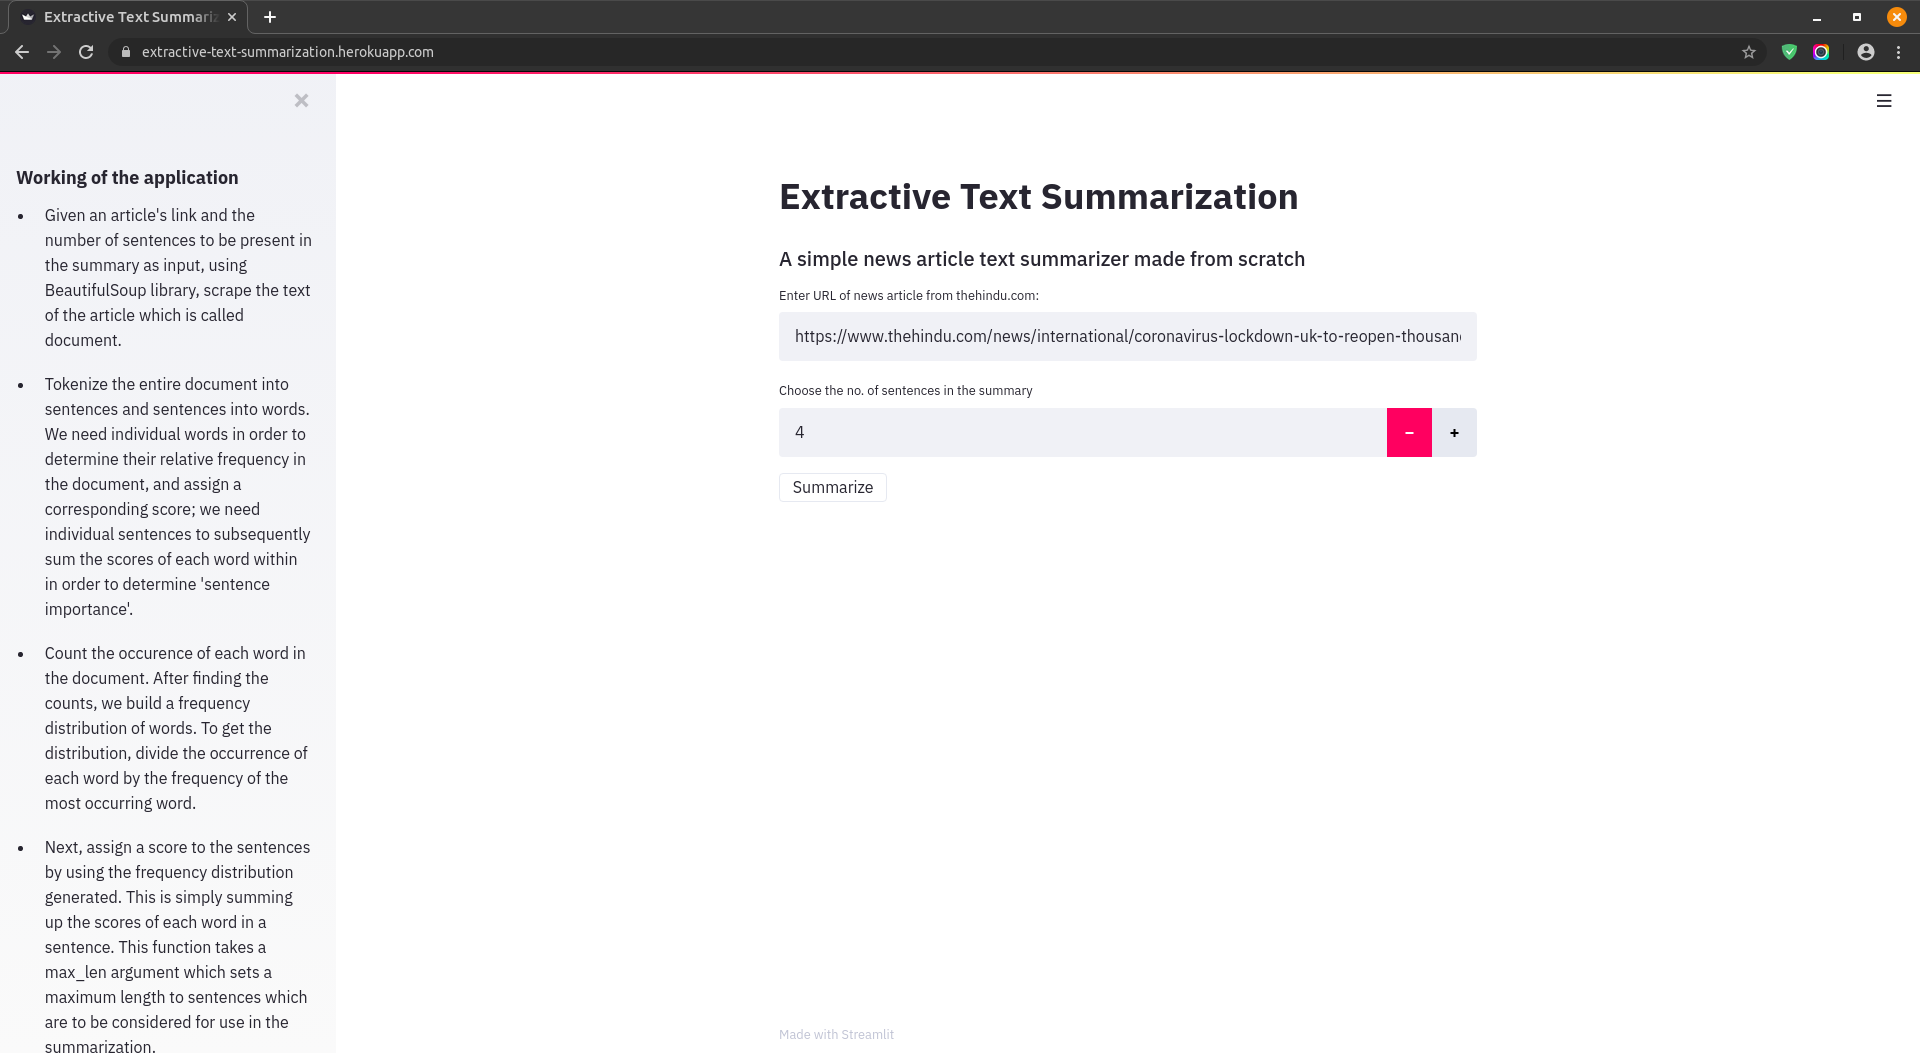 Extractive Text Summari
extractive-text-summarization.herokuapp.com
Working of the application
Given an article's link and the
number of sentences to be present in
the summary as input, using
BeautifulSoup library, scrape the text
of the article which is called
document.
Tokenize the entire document into
sentences and sentences into words.
We need individual words in order to
determine their relative frequency in
the document, and assign a
corresponding score; we need
individual sentences to subsequently
sum the scores of each word within
in order to determine 'sentence
importance'.
Count the occurence of each word in
the document. After finding the
counts, we build a frequency
distribution of words. To get the
distribution, divide the occurrence of
each word by the frequency of the
most occurring word.
Next, assign a score to the sentences
by using the frequency distribution
generated. This is simply summing
up the scores of each word in a
sentence. This function takes a
max_len argument which sets a
maximum length to sentences which
are to be considered for use in the
summarization.
Extractive Text Summarization
A simple news article text summarizer made from scratch
Enter URL of news article from thehindu.com:
https://www.thehindu.com/news/international/coronavirus-lockdown-uk-to-reopen-thousan
Choose the no. of sentences in the summary
4
Summarize
Made with Streamlit